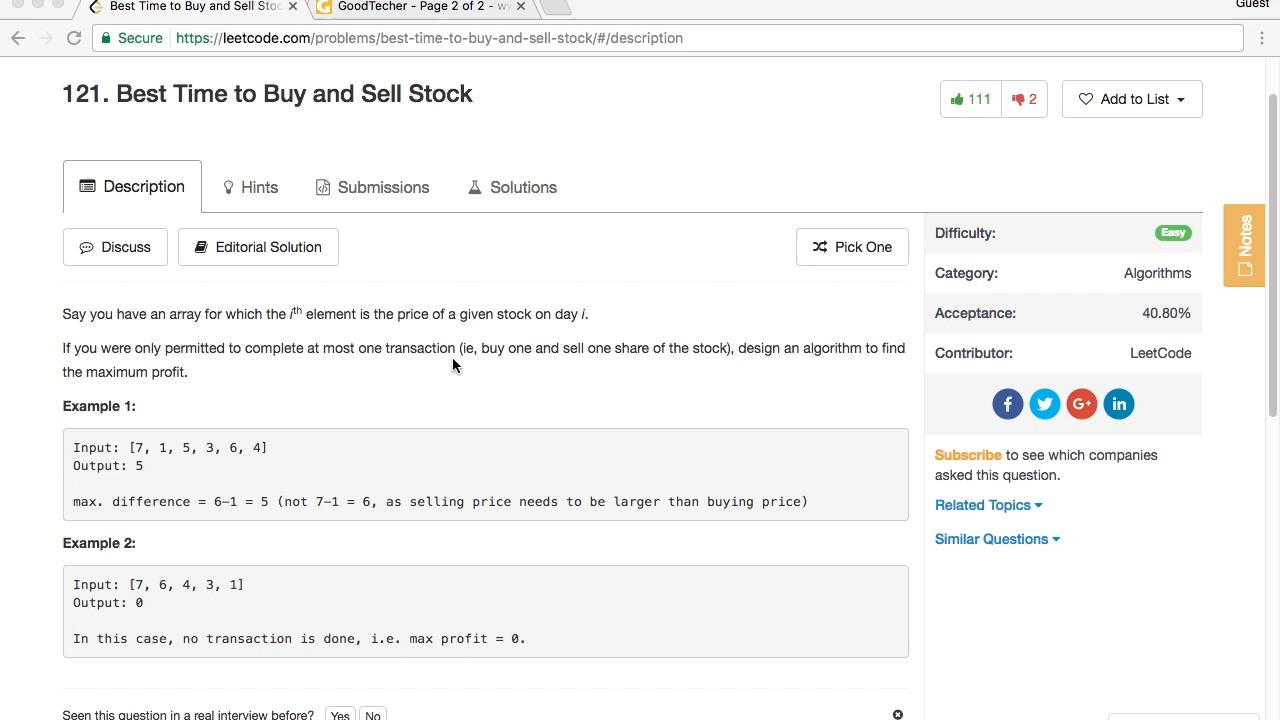 Best Time to Buy and Sell Stoc
GoodTecher - Page 2 of 2 - w
Guest
Secure
https://leetcode.com/problems/best-time-to-buy-and-sell-stock/#/description
121. Best Time to Buy and Sell Stock
111
2
Add to List
Description
Hints
Submissions
Solutions
Discuss
Editorial Solution
Pick One
Difficulty:
Easy
Category:
Algorithms
Acceptance:
40.80%
Contributor:
LeetCode
Notes
Say you have an array for which the ith element is the price of a given stock on day i.
If you were only permitted to complete at most one transaction (ie, buy one and sell one share of the stock), design an algorithm to find
the maximum profit.
Example 1:
Input: [7, 1, 5, 3, 6, 4]
Output: 5
max. difference = 6-1 = 5 (not 7-1 = 6, as selling price needs to be larger than buying price)
Example 2:
Input: [7, 6, 4, 3, 1]
Output: 0
In this case, no transaction is done, i.e. max profit = 0.
f
G+
in
Subscribe to see which companies
asked this question.
Related Topics
Similar Questions
Seen this question in a real interview before?
Yes
No